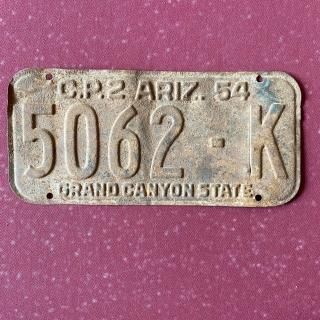 C.P.2 ARIZ. 54
5062-K
GRAND CANYON STATE